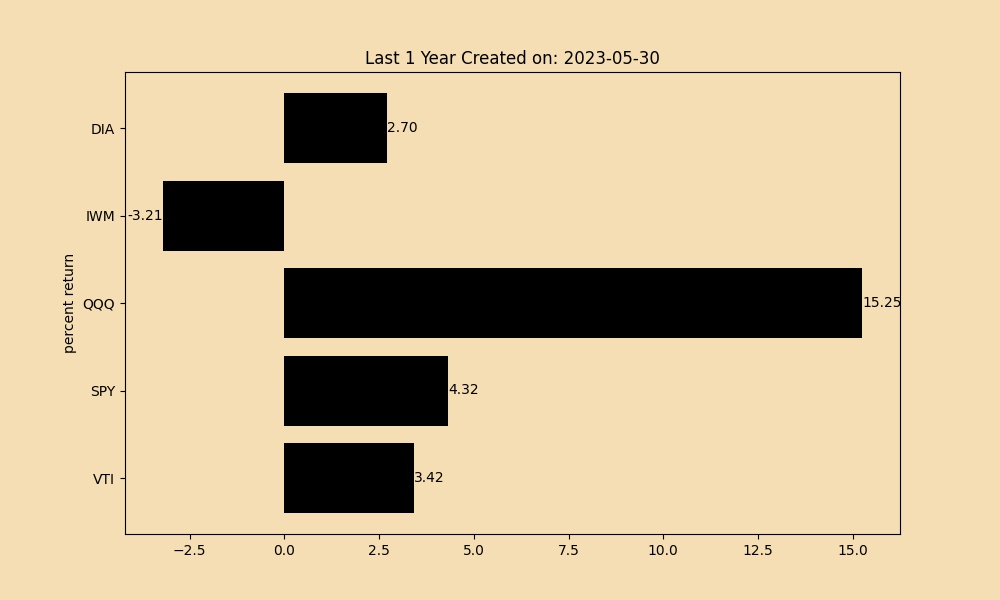 Last 1 Year Created on: 2023-05-30
DIA
2.70
IWM
-3.21
percent return
QQQ
15.25
SPY
4.32
VTI
3.42
−2.5 0.0 2.5 5.0 7.5 10.0 12.5 15.0